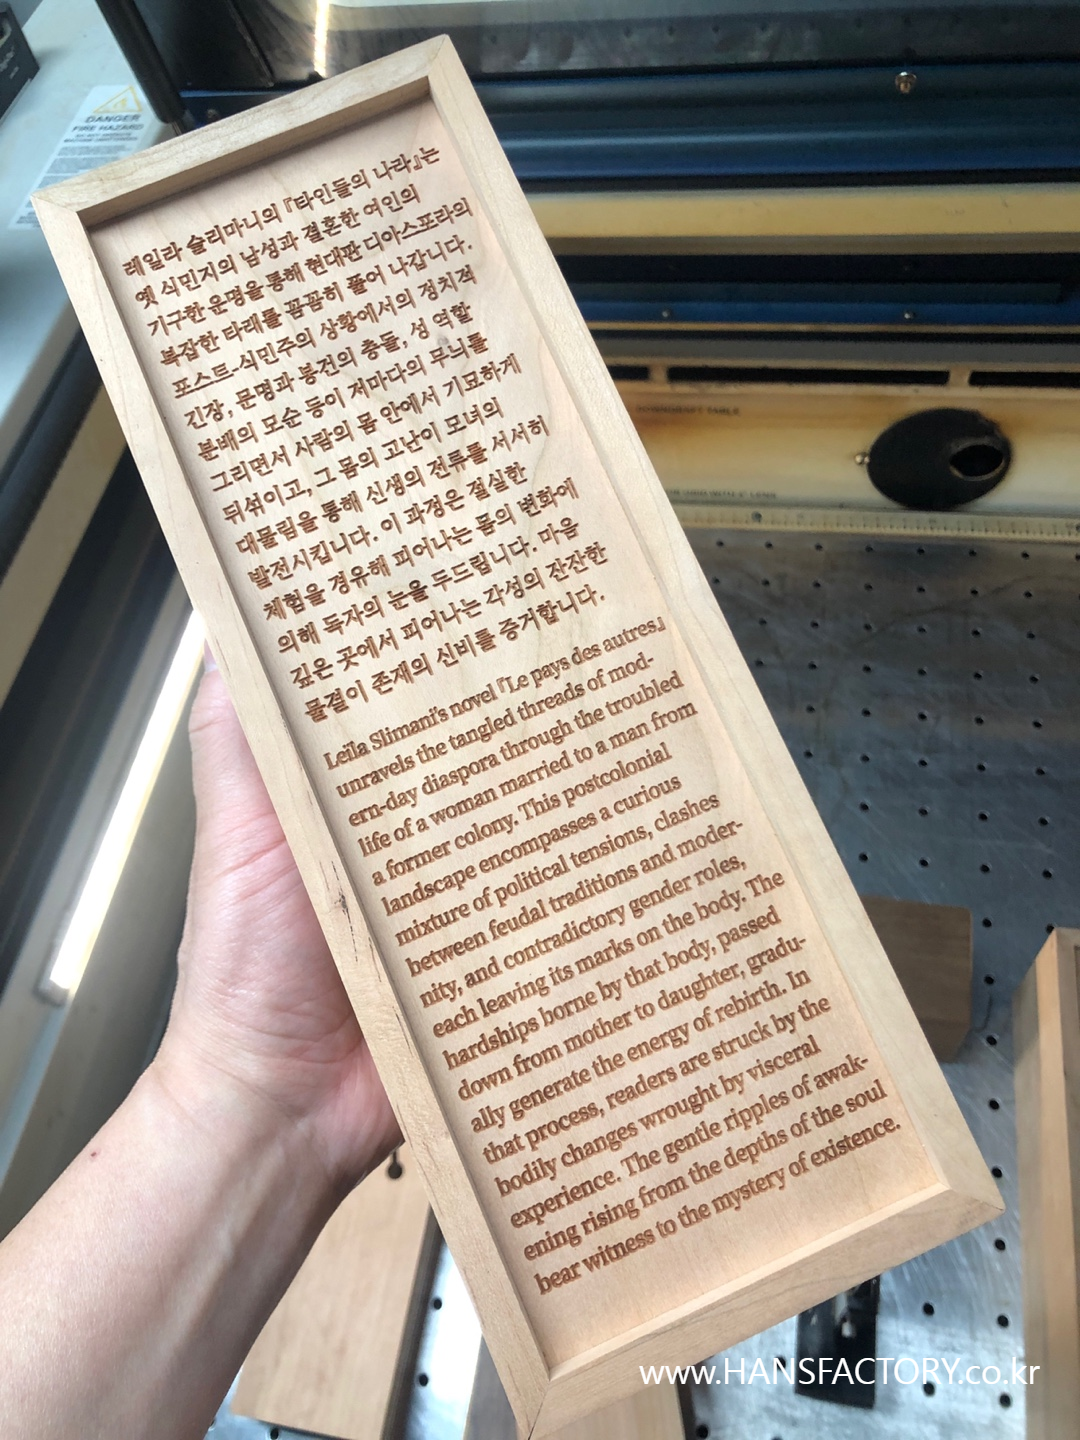 DANGER
FIRE HAZARD
레일라 슬리마니의 『타인들의 나라』는
옛 식민지의 남성과 결혼한 여인의
기구한 운명을 통해 현대판 디아스포라의
복잡한 타래를 꼼꼼히 풀어 나갑니다.
포스트-식민주의 상황에서의 정치적
긴장, 문명과 봉건의 충돌, 성 역할
분배의 모순 등이 저마다의 무늬를
그리면서 사람의 몸 안에서 기묘하게
뒤섞이고, 그 몸의 고난이 모녀의
대물림을 통해 신생의 전류를 서서히
발전시킵니다. 이 과정은 절실한
체험을 경유해 피어나는 몸의 변화에
의해 독자의 눈을 두드립니다. 마음
깊은 곳에서 피어나는 각성의 잔잔한
물결이 존재의 신비를 증거합니다.
Leïla Slimani's novel『Le pays des autres』
unravels the tangled threads of mod-
ern-day diaspora through the troubled
life of a woman married to a man from
a former colony. This postcolonial
landscape encompasses a curious
mixture of political tensions, clashes
between feudal traditions and moder-
nity, and contradictory gender roles,
each leaving its marks on the body. The
hardships borne by that body, passed
down from mother to daughter, gradu-
ally generate the energy of rebirth. In
that process, readers are struck by the
bodily changes wrought by visceral
experience. The gentle ripples of awak-
ening rising from the depths of the soul
bear witness to the mystery of existence.
www.HANSFACTORY.co.kr